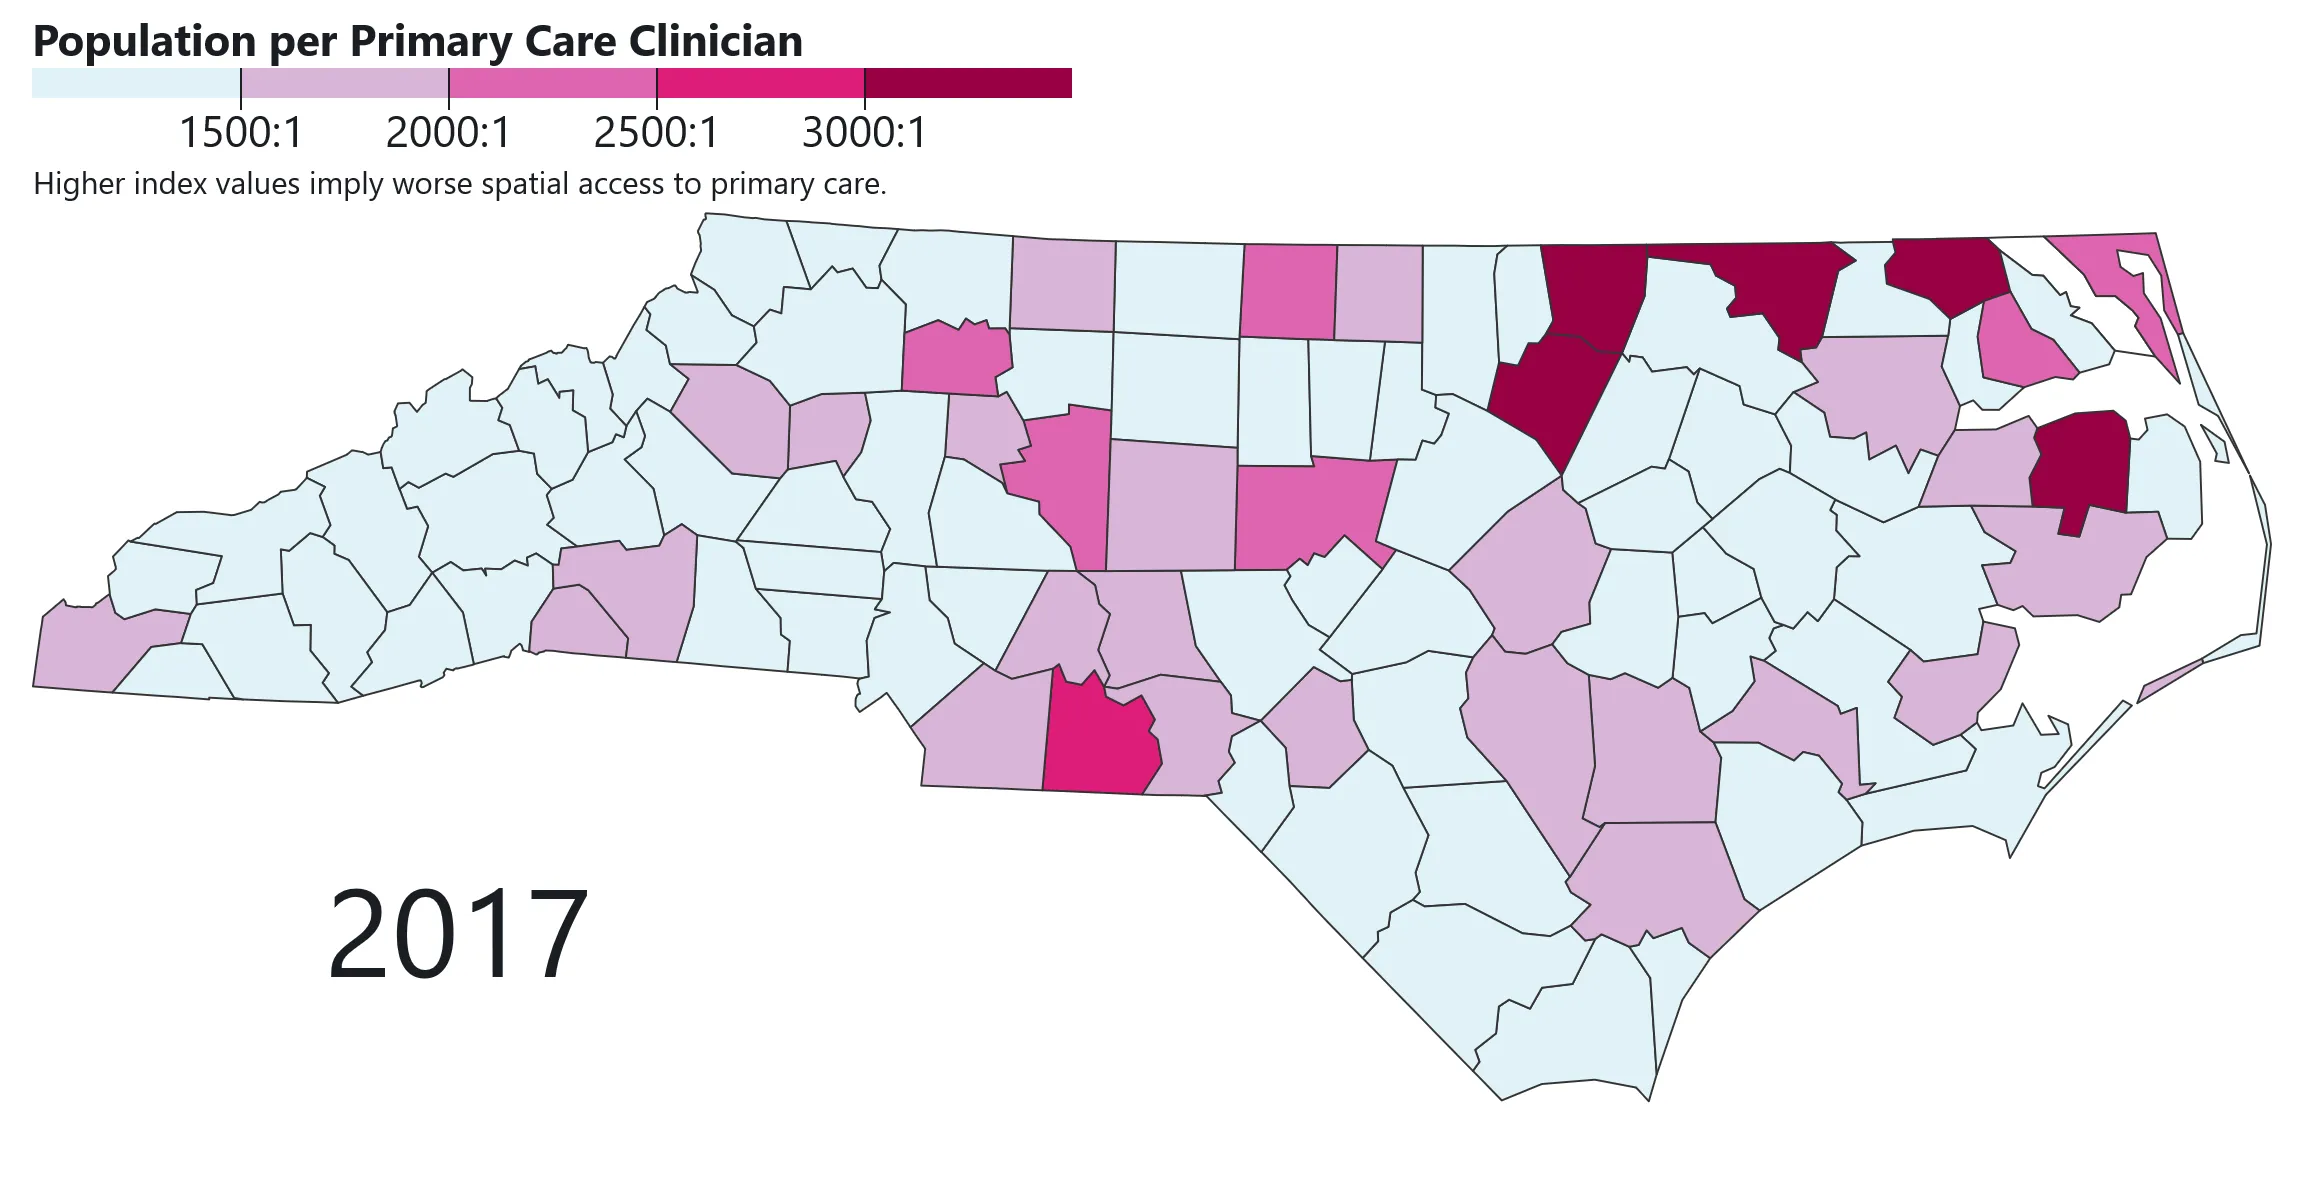 Population per Primary Care Clinician
1500:1 2000:1 2500:1 3000:1
Higher index values imply worse spatial access to primary care.
2017